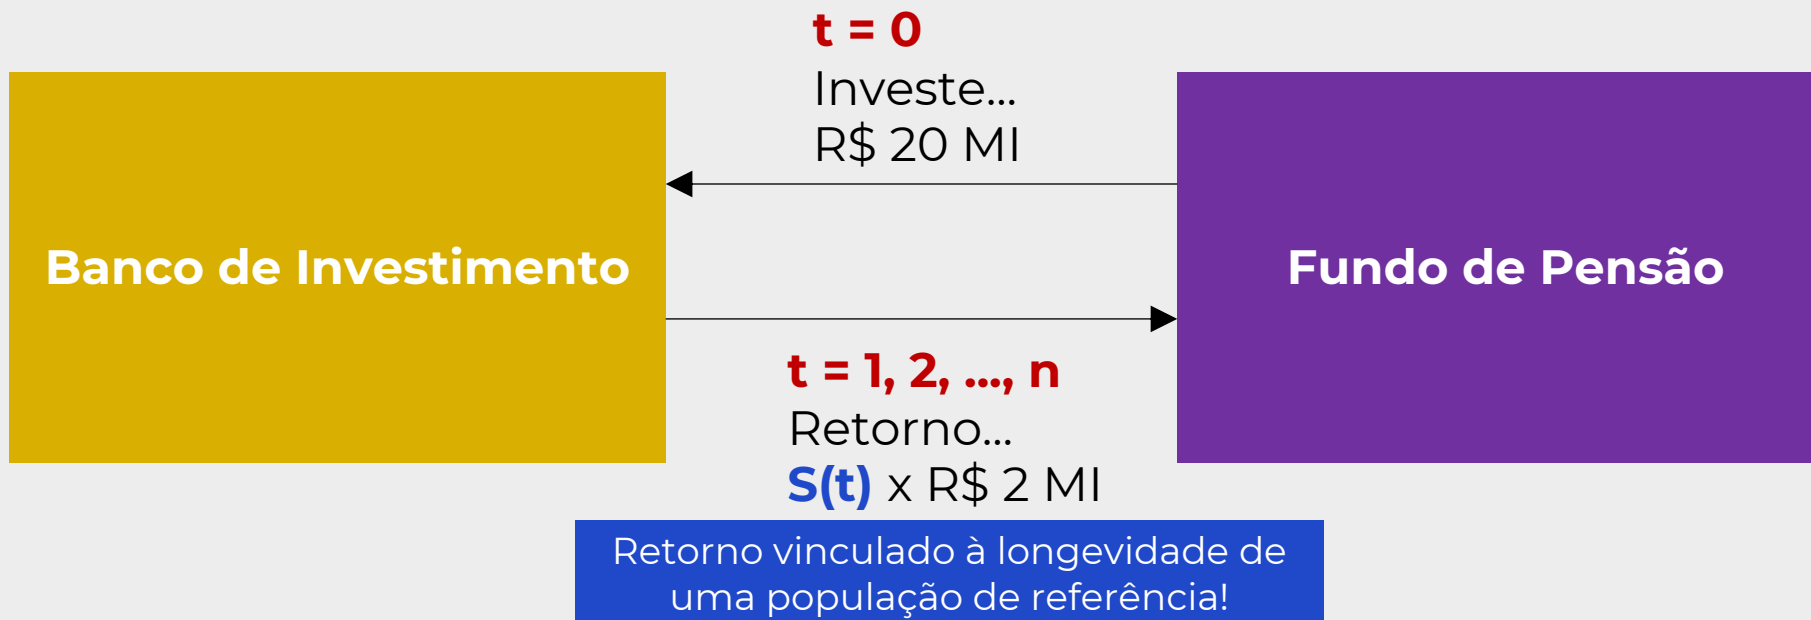 t = 0
Investe...
R$ 20 MI
Banco de Investimento
Fundo de Pensão
t = 1, 2, ..., n
Retorno...
S(t) x R$ 2 MI
Retorno vinculado à longevidade de
uma população de referência!